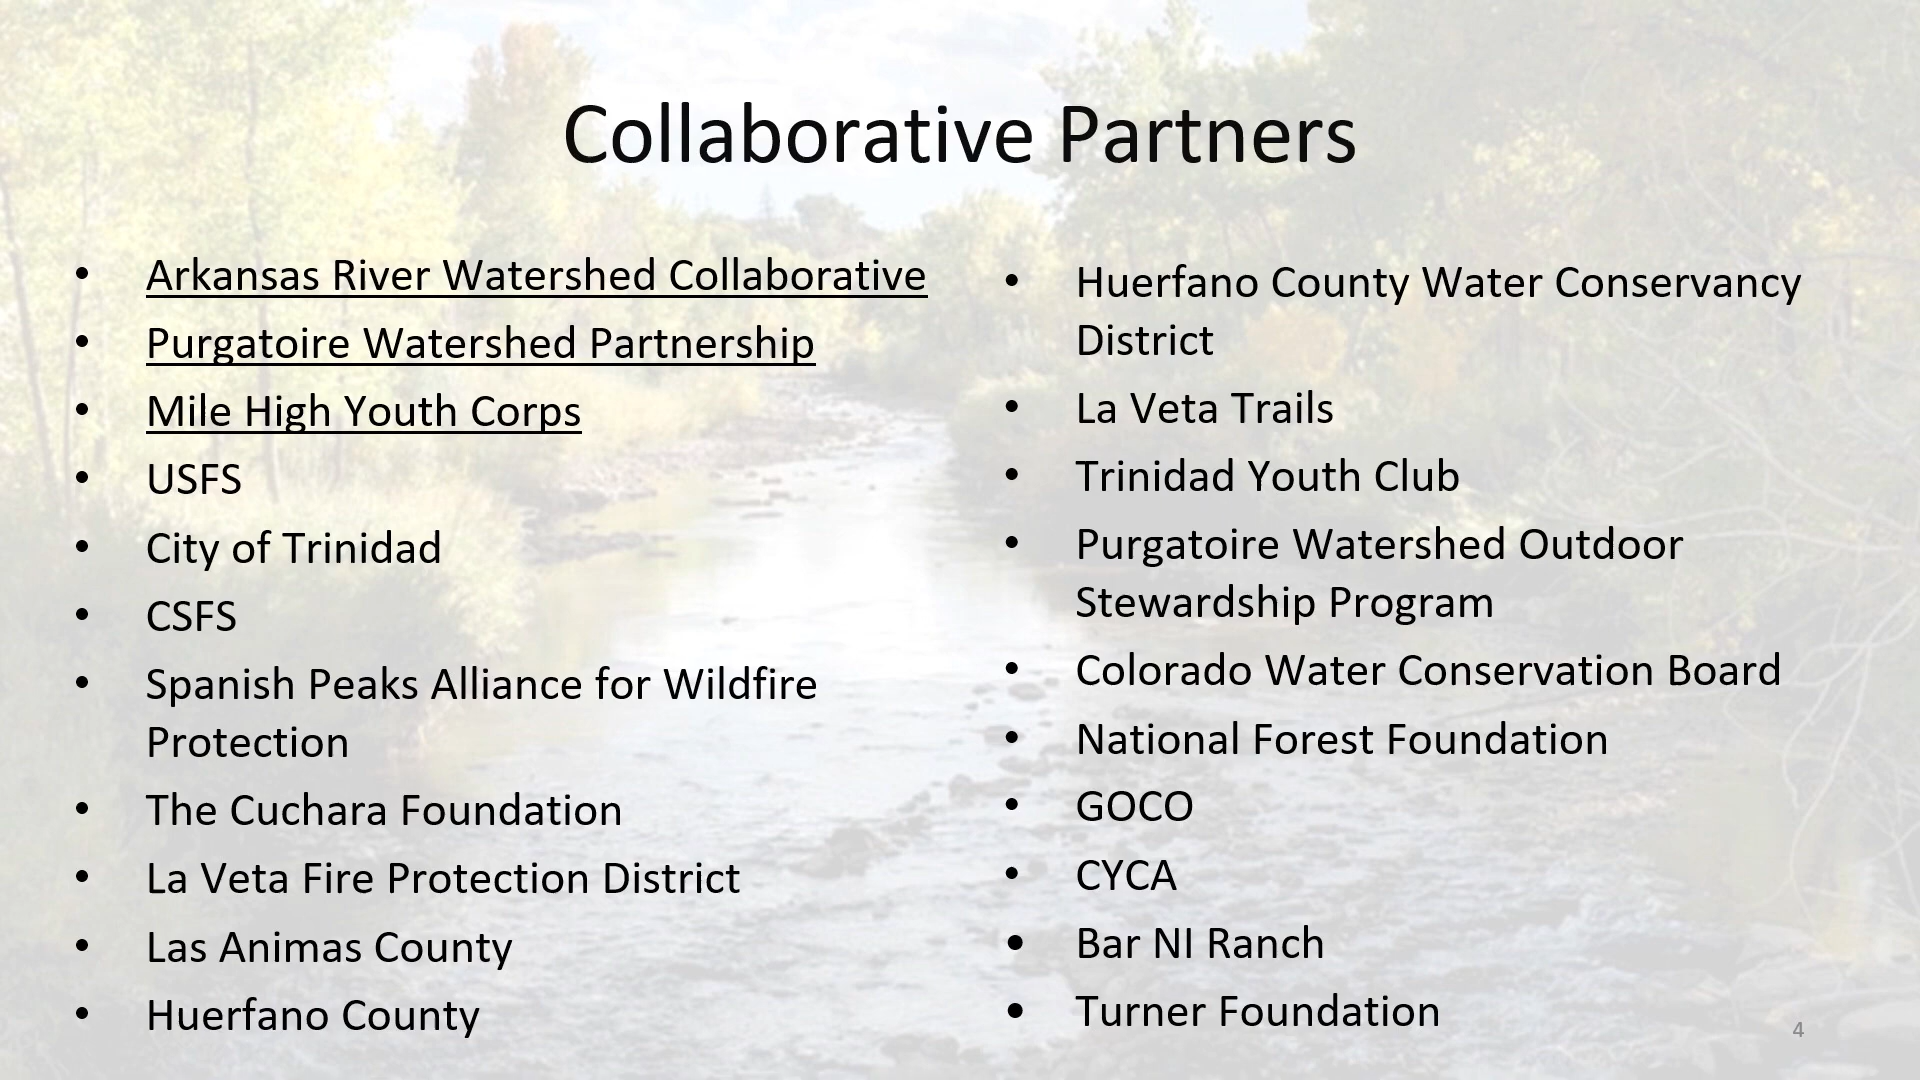 Collaborative Partners
• Arkansas River Watershed Collaborative
• Purgatoire Watershed Partnership
• Mile High Youth Corps
• USFS
• City of Trinidad
• CSFS
• Spanish Peaks Alliance for Wildfire
Protection
• The Cuchara Foundation
• La Veta Fire Protection District
• Las Animas County
• Huerfano County
• Huerfano County Water Conservancy
District
• La Veta Trails
• Trinidad Youth Club
• Purgatoire Watershed Outdoor
Stewardship Program
• Colorado Water Conservation Board
• National Forest Foundation
• GOCO
• CYCA
• Bar NI Ranch
• Turner Foundation
4